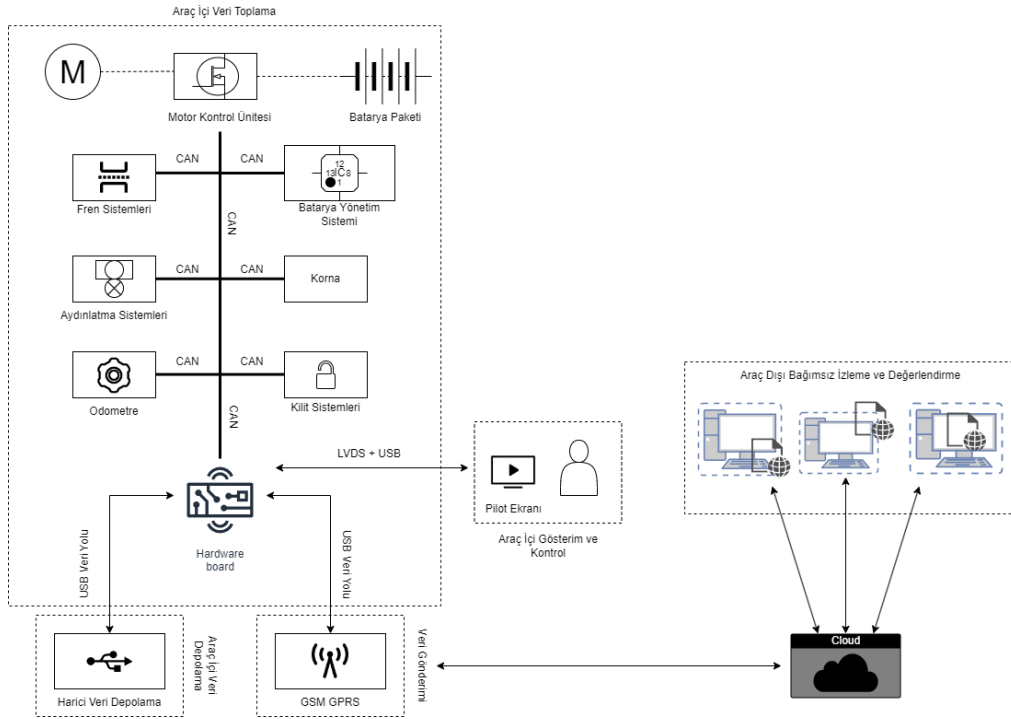 Araç İçi Veri Toplama
M
Motor Kontrol Ünitesi
Batarya Paketi
CAN
CAN
Fren Sistemleri
12
13 IC 8
1
Batarya Yönetim
Sistemi
CAN
CAN
CAN
Korna
Aydınlatma Sistemleri
CAN
CAN
Odometre
Kilit Sistemleri
CAN
LVDS + USB
Pilot Ekranı
Araç İçi Gösterim ve
Kontrol
Araç Dışı Bağımsız İzleme ve Değerlendirme
Hardware
board
USB Veri Yolu
USB Veri Yolu
Harici Veri Depolama
Araç İçi Veri
Depolama
GSM GPRS
Veri Gönderimi
Cloud